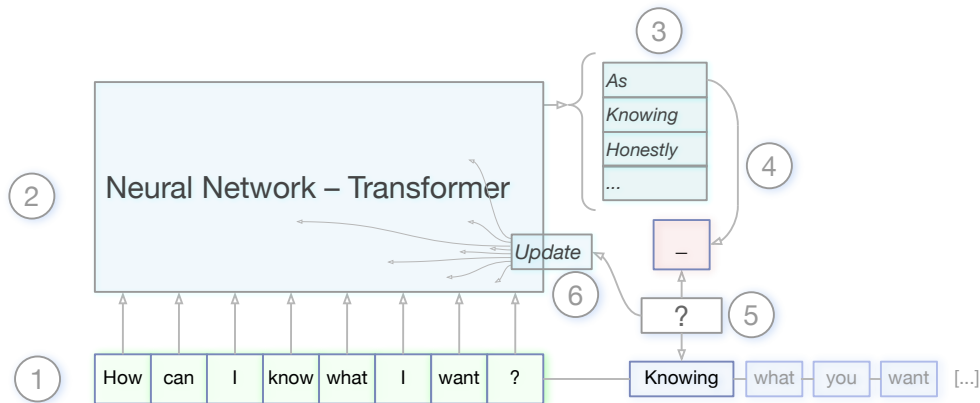 3
As
Knowing
Honestly
...
4
2
Neural Network – Transformer
Update
–
6
?
5
1
How can I know what I want ?
Knowing what you want [...]